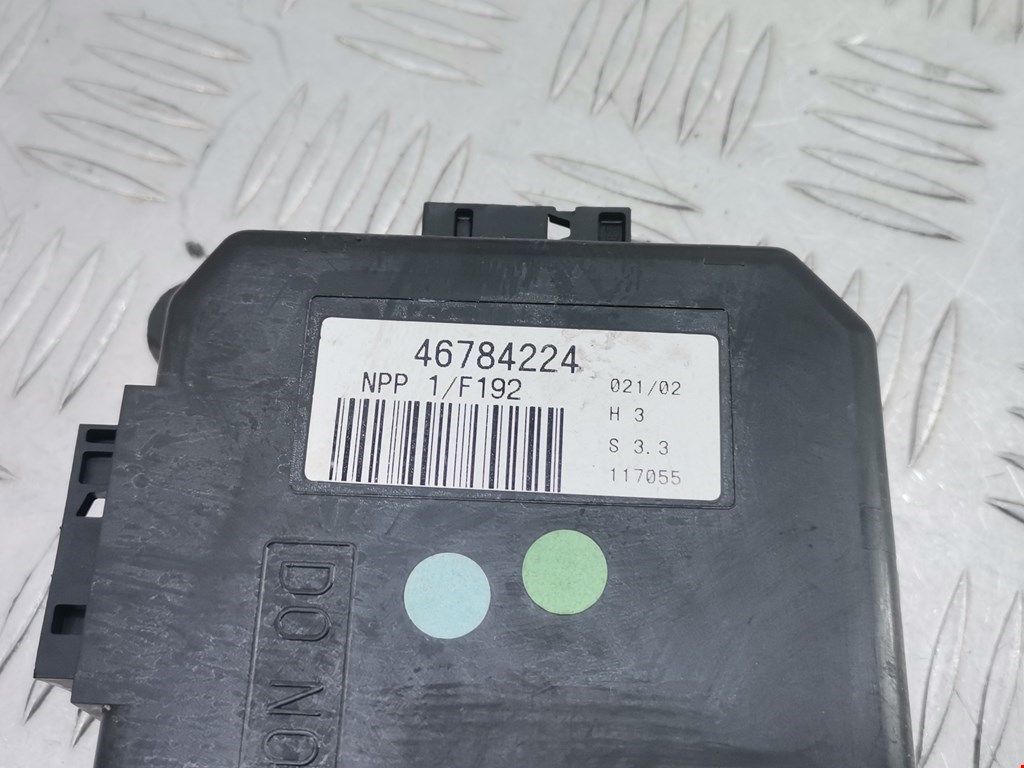 46784224
NPP 1/F192
021/02
H 3
S 3.3
117055
DO NO